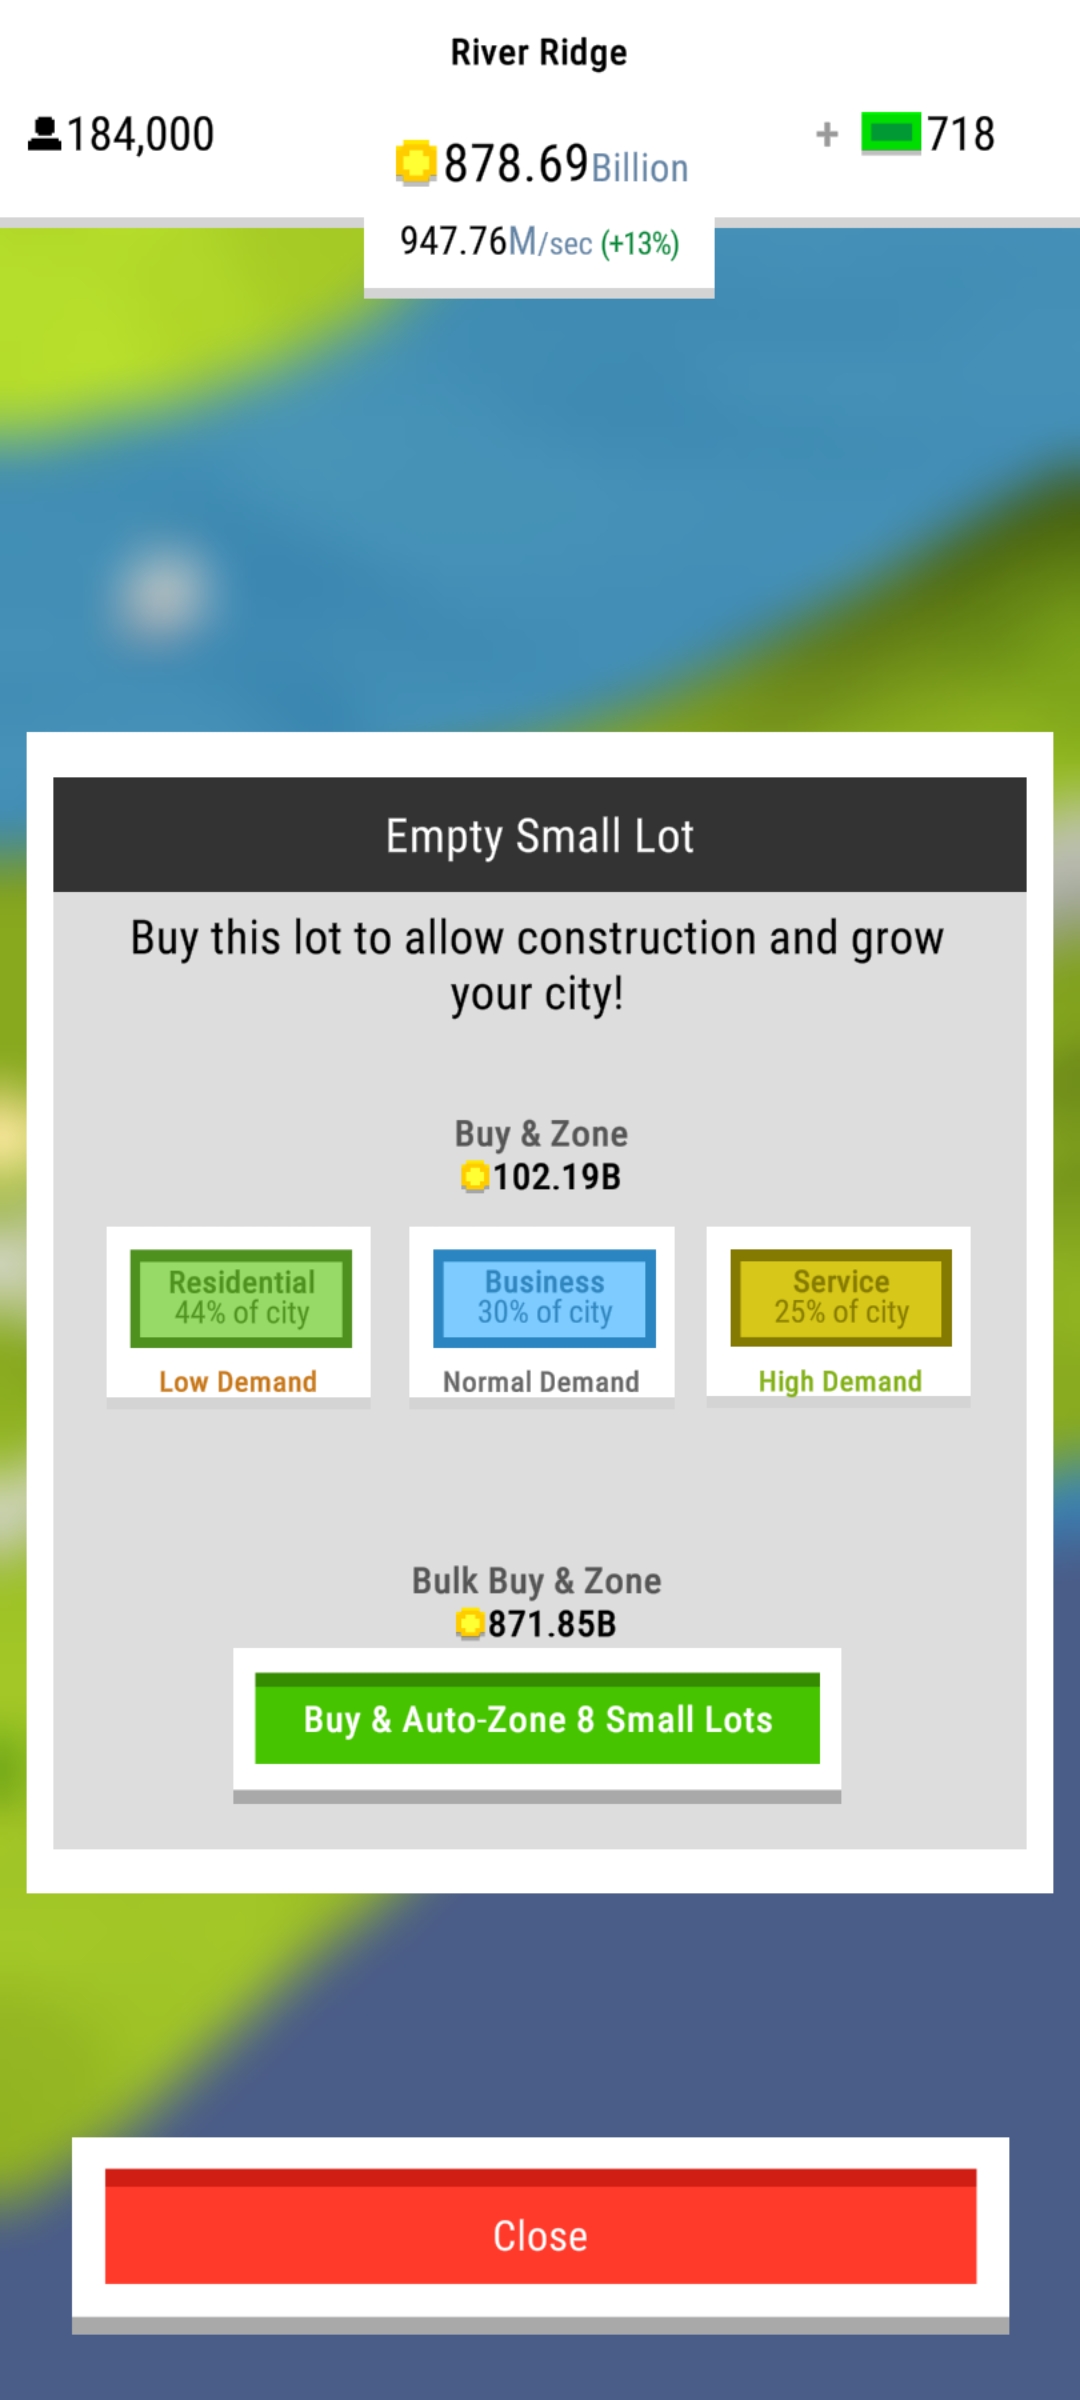 River Ridge
184,000
878.69Billion
+ 718
947.76M/sec (+13%)
Empty Small Lot
Buy this lot to allow construction and grow
your city!
Buy & Zone
102.19B
Residential
44% of city
Low Demand
Business
30% of city
Normal Demand
Service
25% of city
High Demand
Bulk Buy & Zone
871.85B
Buy & Auto-Zone 8 Small Lots
Close